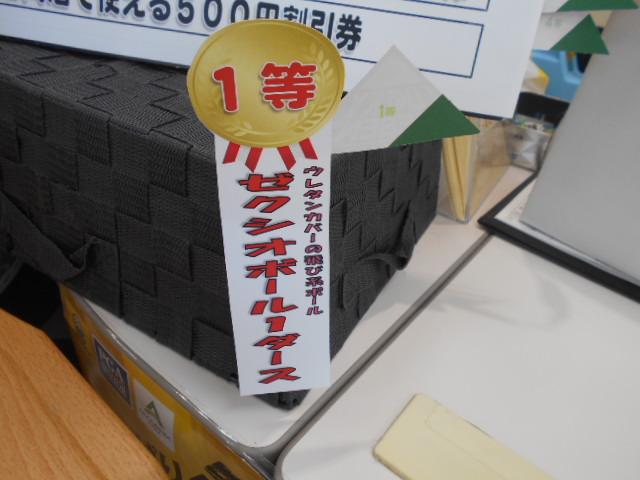 で使える500円割引券
1等
1等
ウレタンカバーの飛び系ボール
ゼクシオボール1ダース